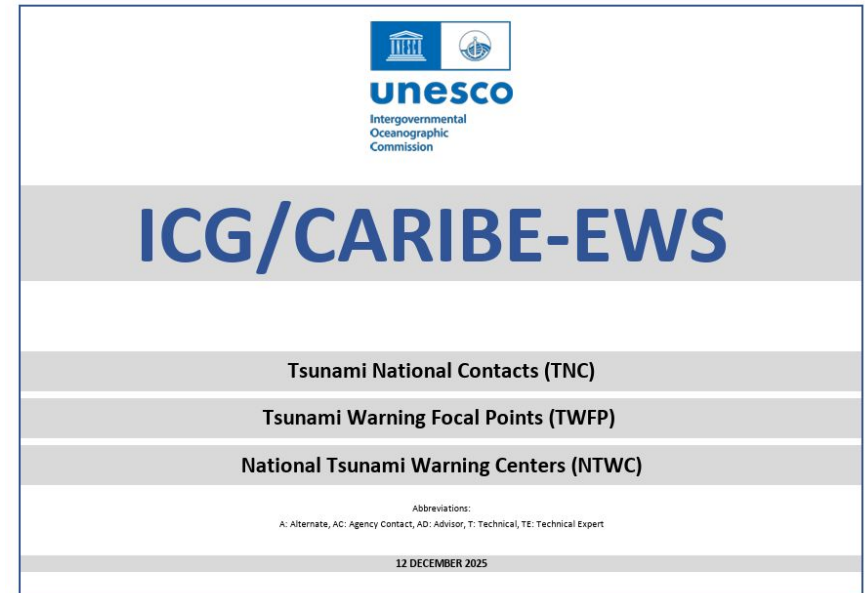 unesco
Intergovernmental
Oceanographic
Commission
ICG/CARIBE-EWS
Tsunami National Contacts (TNC)
Tsunami Warning Focal Points (TWFP)
National Tsunami Warning Centers (NTWC)
Abbreviations:
A: Alternate, AC: Agency Contact, AD: Advisor, T: Technical, TE: Technical Expert
12 DECEMBER 2025